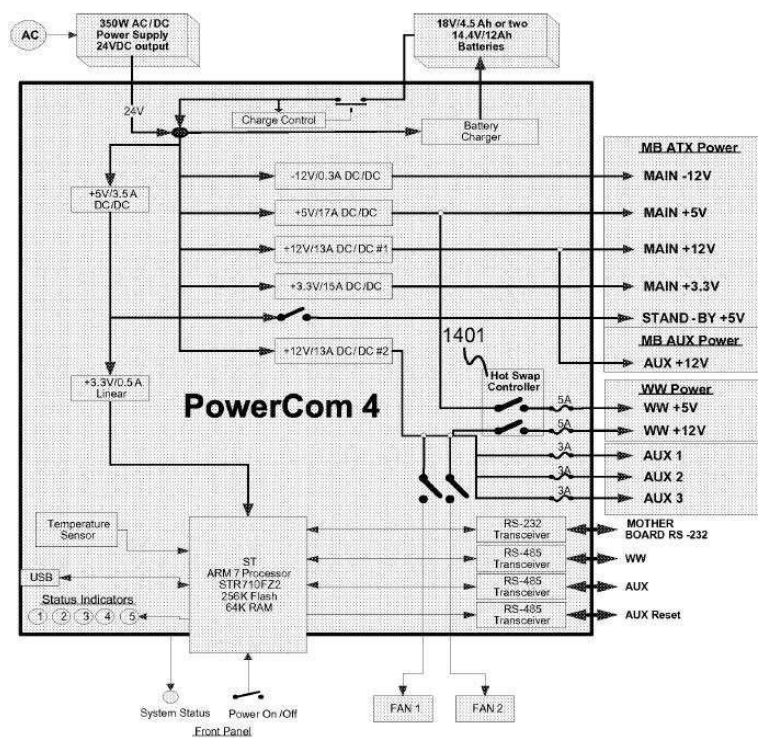 AC
350W AC/DC
Power Supply
24VDC output
18V/4.5 Ah or two
14.4V/12Ah
Batteries
24V
Charge Control
Battery
Charger
MB ATX Power
-12V/0.3A DC/DC
MAIN -12V
+5V/3.5 A
DC/DC
+5V/17A DC/DC
MAIN +5V
+12V/13A DC/DC #1
MAIN +12V
+3.3V/15A DC/DC
MAIN +3.3V
STAND-BY +5V
1401
MB AUX Power
+12V/13A DC/DC #2
AUX +12V
Hot Swap
Controller
+3.3V/0.5 A
Linear
WW Power
PowerCom 4
5A
WW +5V
5A
WW +12V
3A
AUX 1
3A
AUX 2
3A
AUX 3
Temperature
Sensor
ST
ARM 7 Processor
STR710FZ2
256K Flash
64K RAM
RS-232
Transceiver
MOTHER
BOARD RS -232
RS-485
Transceiver
WW
USB
RS-485
Transceiver
AUX
Status Indicators
1 2 3 4 5
RS-485
Transceiver
AUX Reset
System Status
Power On /Off
Front Panel
FAN 1
FAN 2